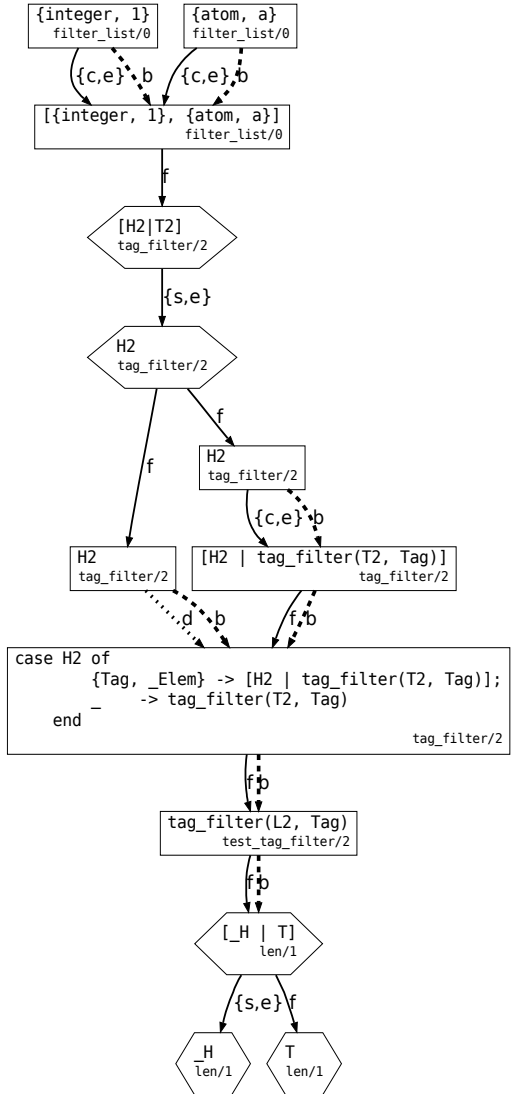 {integer, 1}
filter_list/0
{atom, a}
filter_list/0
{c,e} b {c,e} b
[{integer, 1}, {atom, a}]
filter_list/0
f
[H2|T2]
tag_filter/2
{s,e}
H2
tag_filter/2
f
H2
tag_filter/2
f
{c,e} b
H2
tag_filter/2
[H2 | tag_filter(T2, Tag)]
tag_filter/2
d b f b
case H2 of
{Tag, _Elem} -> [H2 | tag_filter(T2, Tag)];
_ -> tag_filter(T2, Tag)
end
tag_filter/2
f b
tag_filter(L2, Tag)
test_tag_filter/2
f b
[_H | T]
len/1
{s,e} f
_H
len/1
T
len/1